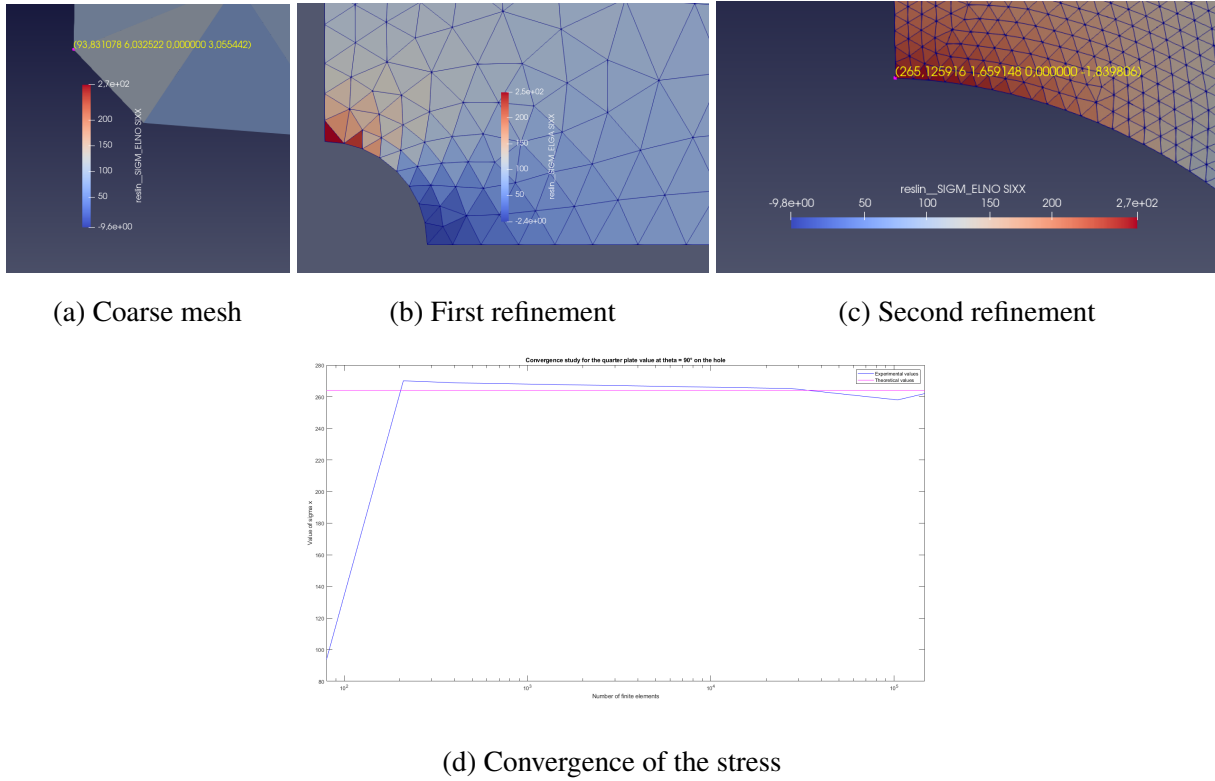 (93,831078 6,032522 0,000000 3,055442)
2,7e+02
200
150
100
50
-9,6e+00
reslin__SIGM_ELNO SIXX
2,5e+02
200
150
100
50
-2,4e+00
reslin__SIGM_ELGA SIXX
(265,125916 1,659148 0,000000 -1,839806)
reslin__SIGM_ELNO SIXX
-9,8e+00 50 100 150 200 2,7e+02
(a) Coarse mesh
(b) First refinement
(c) Second refinement
Convergence study for the quarter plate value at theta = 90° on the hole
Experimental values
Theoretical values
280
260
240
220
200
180
160
140
120
100
80
Value of sigma x
10² 10³ 10⁴ 10⁵
Number of finite elements
(d) Convergence of the stress